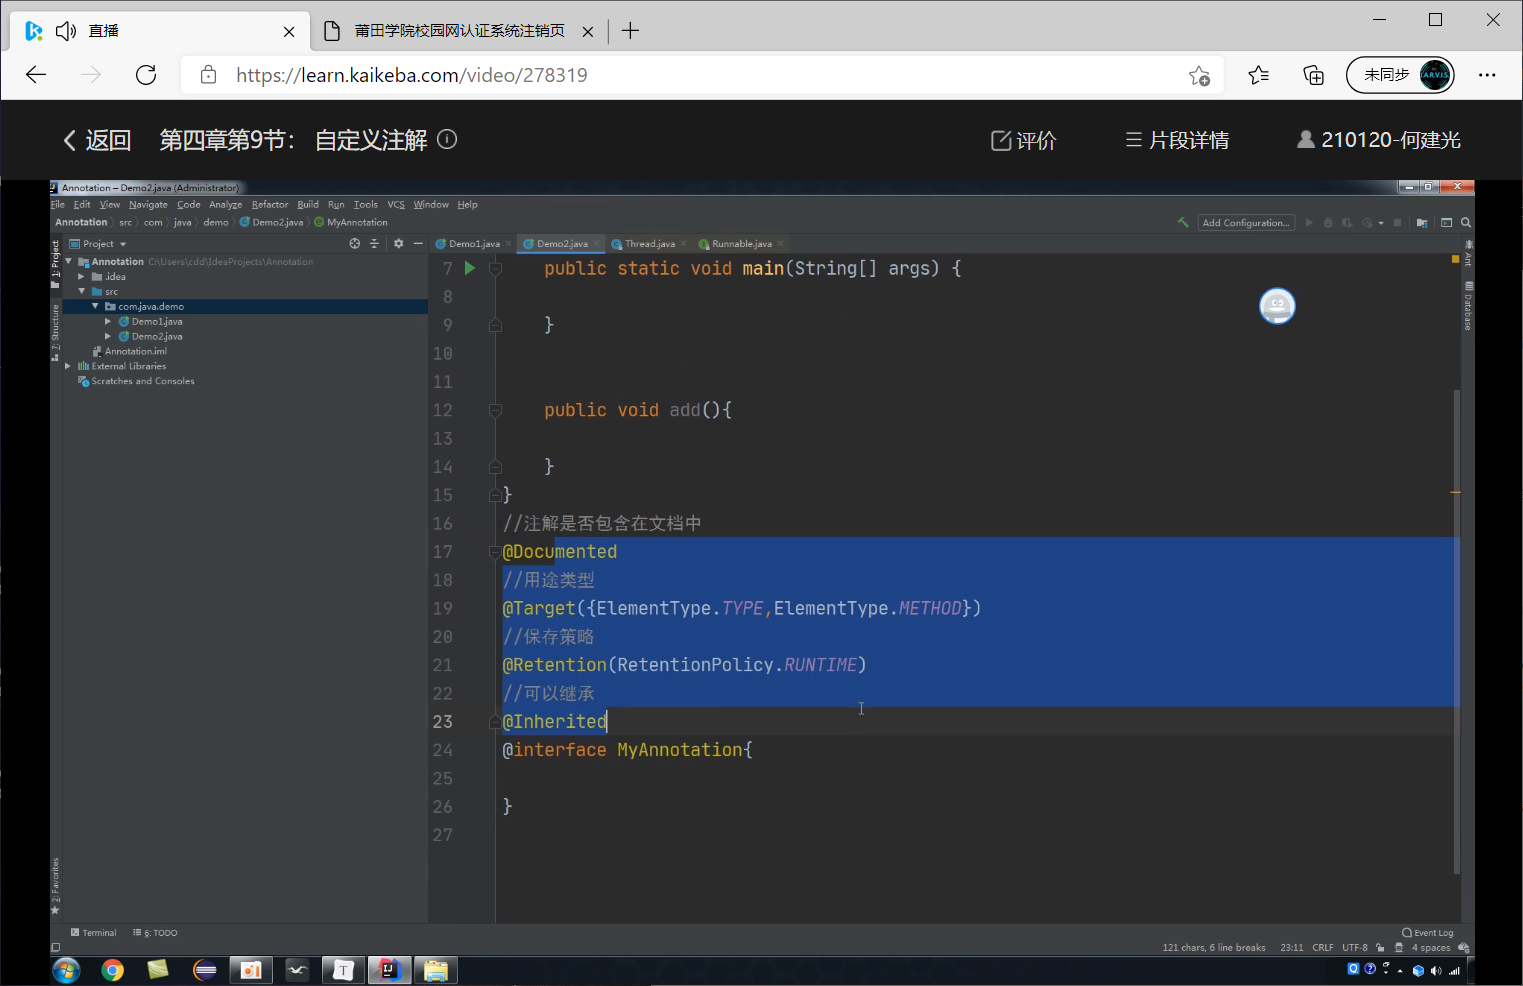 直播
莆田学院校园网认证系统注销页
https://learn.kaikeba.com/video/278319
未同步
JARVIS
返回 第四章第9节： 自定义注解
评价
片段详情
210120-何建光
Annotation – Demo2.java (Administrator)
File Edit View Navigate Code Analyze Refactor Build Run Tools VCS Window Help
Annotation src com java demo Demo2.java MyAnnotation
Add Configuration...
Project
Demo1.java Demo2.java Thread.java Runnable.java
1: Project
7: Structure
2: Favorites
Annotation C:\Users\cdd\IdeaProjects\Annotation
.idea
src
com.java.demo
Demo1.java
Demo2.java
Annotation.iml
External Libraries
Scratches and Consoles
Ant
Database
7 public static void main(String[] args) {
8
9 }
10
11
12 public void add(){
13
14 }
15 }
16 //注解是否包含在文档中
17 @Documented
18 //用途类型
19 @Target({ElementType.TYPE,ElementType.METHOD})
20 //保存策略
21 @Retention(RetentionPolicy.RUNTIME)
22 //可以继承
23 @Inherited
24 @interface MyAnnotation{
25
26 }
27
Terminal 6: TODO
Event Log
121 chars, 6 line breaks 23:11 CRLF UTF-8 4 spaces